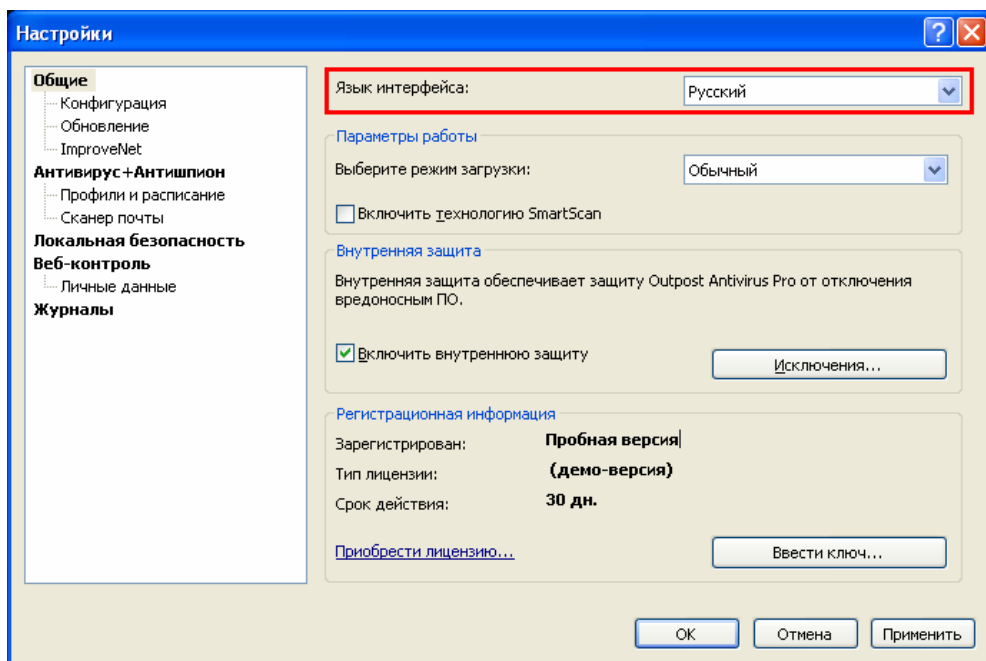 Настройки
Общие
Конфигурация
Обновление
ImproveNet
Антивирус+Антишпион
Профили и расписание
Сканер почты
Локальная безопасность
Веб-контроль
Личные данные
Журналы
Язык интерфейса: Русский
Параметры работы
Выберите режим загрузки: Обычный
Включить технологию SmartScan
Внутренняя защита
Внутренняя защита обеспечивает защиту Outpost Antivirus Pro от отключения
вредоносным ПО.
Включить внутреннюю защиту
Исключения...
Регистрационная информация
Зарегистрирован: Пробная версия
Тип лицензии: (демо-версия)
Срок действия: 30 дн.
Приобрести лицензию...
Ввести ключ...
OK
Отмена
Применить